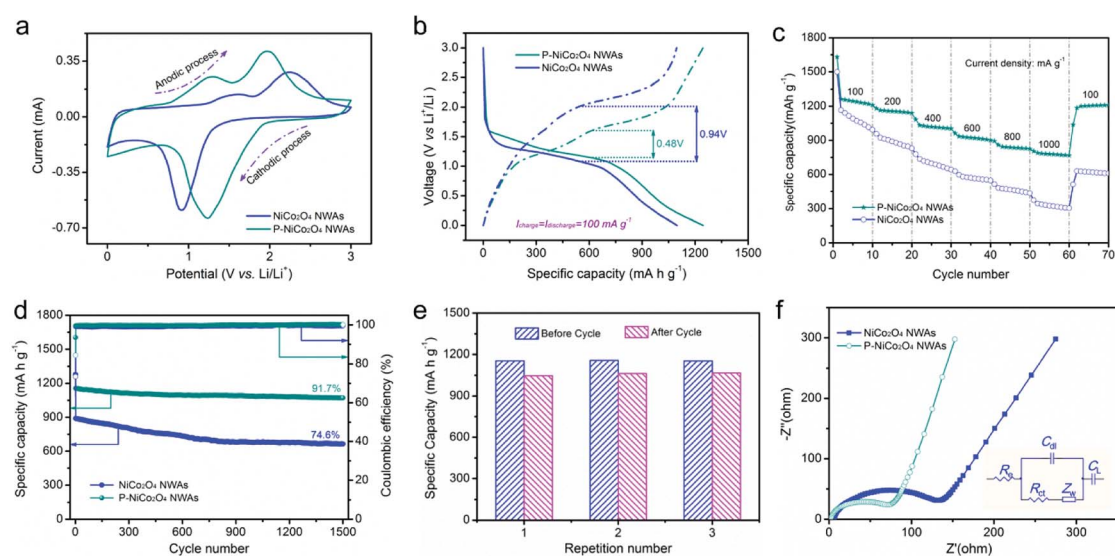 a
Current (mA)
0.35
0.00
-0.35
-0.70
0
1
2
3
Potential (V vs. Li/Li⁺)
Anodic process
Cathodic process
NiCo₂O₄ NWAs
P-NiCo₂O₄ NWAs
b
Voltage (V vs Li⁺/Li)
3.0
2.5
2.0
1.5
1.0
0.5
0.0
0
300
600
900
1200
1500
Specific capacity (mA h g⁻¹)
P-NiCo₂O₄ NWAs
NiCo₂O₄ NWAs
0.94V
0.48V
Icharge=Idischarge=100 mA g⁻¹
c
Specific capacity(mAh g⁻¹)
1800
1500
1200
900
600
300
0
0
10
20
30
40
50
60
70
Cycle number
Current density: mA g⁻¹
100
200
400
600
800
1000
100
P-NiCo₂O₄ NWAs
NiCo₂O₄ NWAs
d
Specific capacity (mA h g⁻¹)
1800
1500
1200
900
600
300
0
0
300
600
900
1200
1500
Cycle number
Coulombic efficiency (%)
100
80
60
40
20
0
91.7%
74.6%
NiCo₂O₄ NWAs
P-NiCo₂O₄ NWAs
e
Specific Capacity (mA h g⁻¹)
1500
1200
900
600
300
0
1
2
3
Repetition number
Before Cycle
After Cycle
f
-Z''(ohm)
-300
-200
-100
0
0
100
200
300
Z'(ohm)
NiCo₂O₄ NWAs
P-NiCo₂O₄ NWAs
Cdl
Re
Rct
Zw
CL